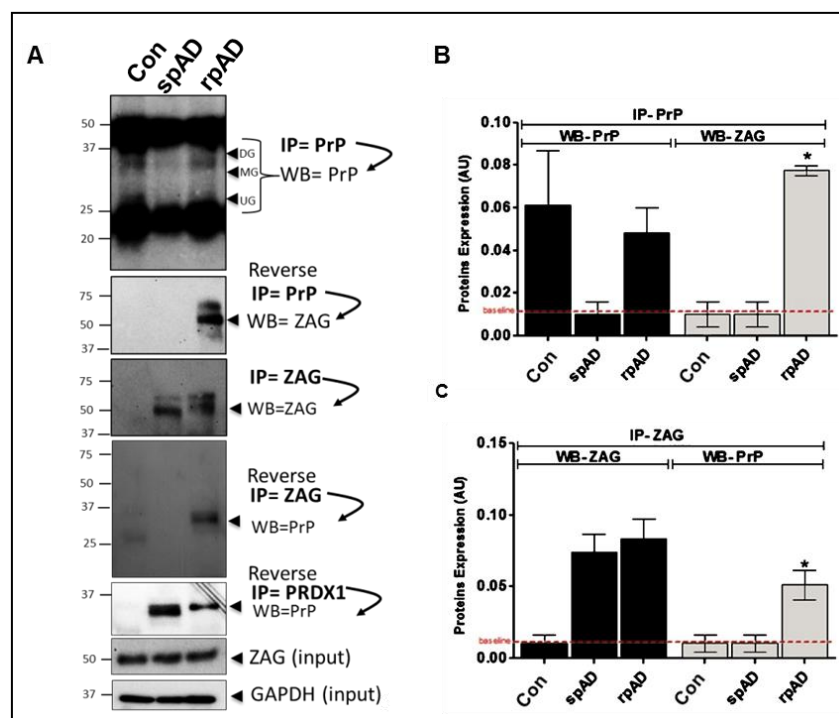 A
Con spAD rpAD
50
37
25
20
DG
MG
UG
IP= PrP
WB= PrP
75
50
37
Reverse
IP= PrP
WB= ZAG
75
50
37
IP= ZAG
WB=ZAG
75
50
37
25
Reverse
IP= ZAG
WB=PrP
37
Reverse
IP= PRDX1
WB=PrP
50
ZAG (input)
37
GAPDH (input)
B
IP-PrP
WB-PrP WB-ZAG
Proteins Expression (AU)
0.10
0.08
0.06
0.04
0.02
0.00
baseline
*
Con spAD rpAD Con spAD rpAD
C
IP-ZAG
WB-ZAG WB-PrP
Proteins Expression (AU)
0.15
0.10
0.05
0.00
baseline
*
Con spAD rpAD Con spAD rpAD